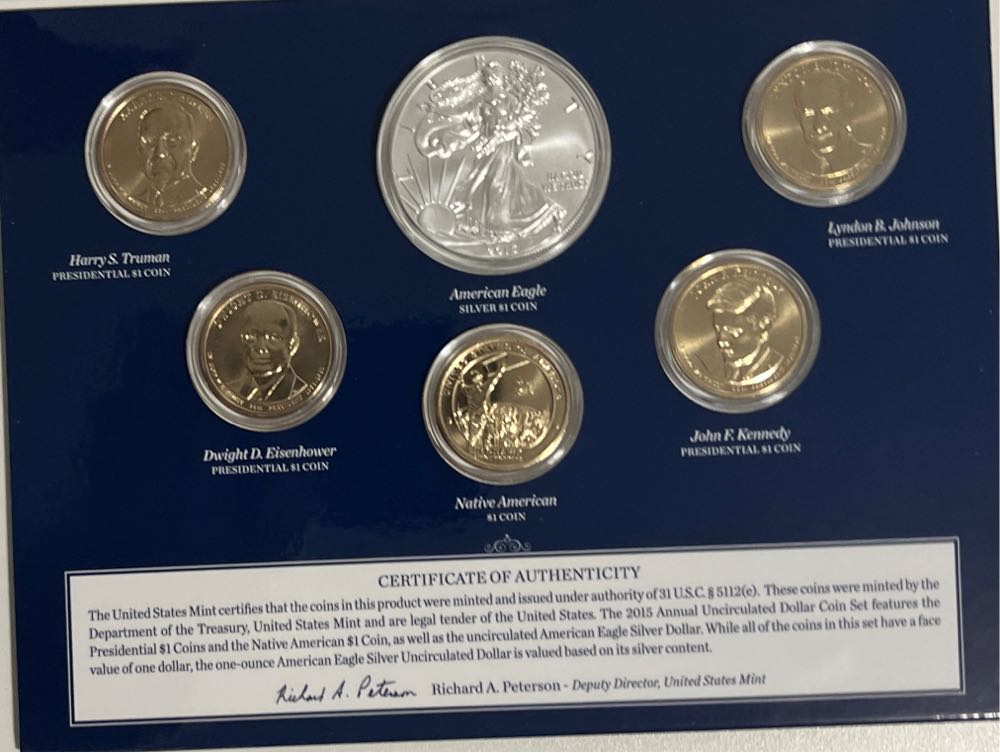 Harry S. Truman
PRESIDENTIAL $1 COIN
American Eagle
SILVER $1 COIN
Lyndon B. Johnson
PRESIDENTIAL $1 COIN
Dwight D. Eisenhower
PRESIDENTIAL $1 COIN
Native American
$1 COIN
John F. Kennedy
PRESIDENTIAL $1 COIN
DWIGHT D. EISENHOWER
CERTIFICATE OF AUTHENTICITY
The United States Mint certifies that the coins in this product were minted and issued under authority of 31 U.S.C. § 5112(e). These coins were minted by the
Department of the Treasury, United States Mint and are legal tender of the United States. The 2015 Annual Uncirculated Dollar Coin Set features the
Presidential $1 Coins and the Native American $1 Coin, as well as the uncirculated American Eagle Silver Dollar. While all of the coins in this set have a face
value of one dollar, the one-ounce American Eagle Silver Uncirculated Dollar is valued based on its silver content.
Richard A. Peterson Richard A. Peterson - Deputy Director, United States Mint